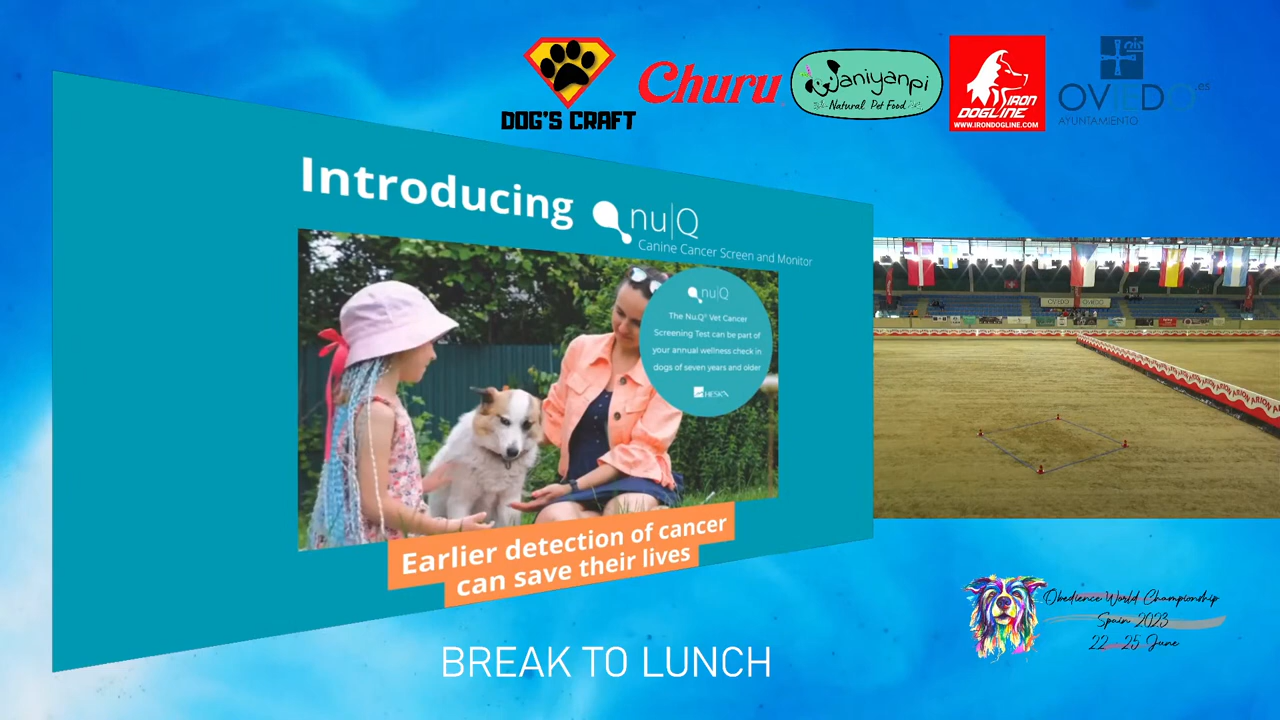 DOG'S CRAFT
Churu
Waniyanpi
Natural Pet Food
IRON
DOGLINE
WWW.IRONDOGLINE.COM
OVIEDO.es
AYUNTAMIENTO
Introducing
nu|Q
Canine Cancer Screen and Monitor
nu|Q
The Nu.Q® Vet Cancer
Screening Test can be part of
your annual wellness check in
dogs of seven years and older
HESKA
Earlier detection of cancer
can save their lives
OVIEDO
OVIEDO
ARION
ARION
ARION
Obedience World Championship
Spain 2023
22 - 25 June
BREAK TO LUNCH